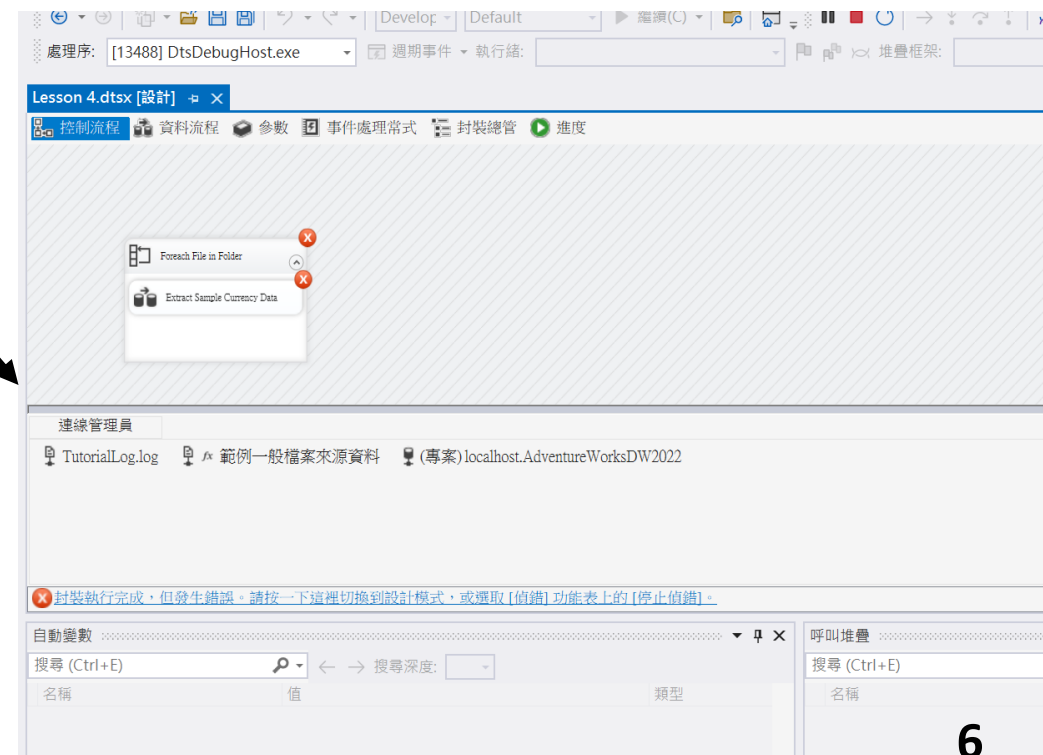 Develop Default 繼續(C)
處理序: [13488] DtsDebugHost.exe 週期事件 執行緒: 堆疊框架:
Lesson 4.dtsx [設計]
控制流程 資料流程 參數 事件處理常式 封裝總管 進度
Foreach File in Folder
Extract Sample Currency Data
連線管理員
TutorialLog.log fx 範例一般檔案來源資料 (專案) localhost.AdventureWorksDW2022
封裝執行完成，但發生錯誤。請按一下這裡切換到設計模式，或選取 [偵錯] 功能表上的 [停止偵錯]。
自動變數 呼叫堆疊
搜尋 (Ctrl+E) 搜尋深度: 搜尋 (Ctrl+E)
名稱 值 類型 名稱
6